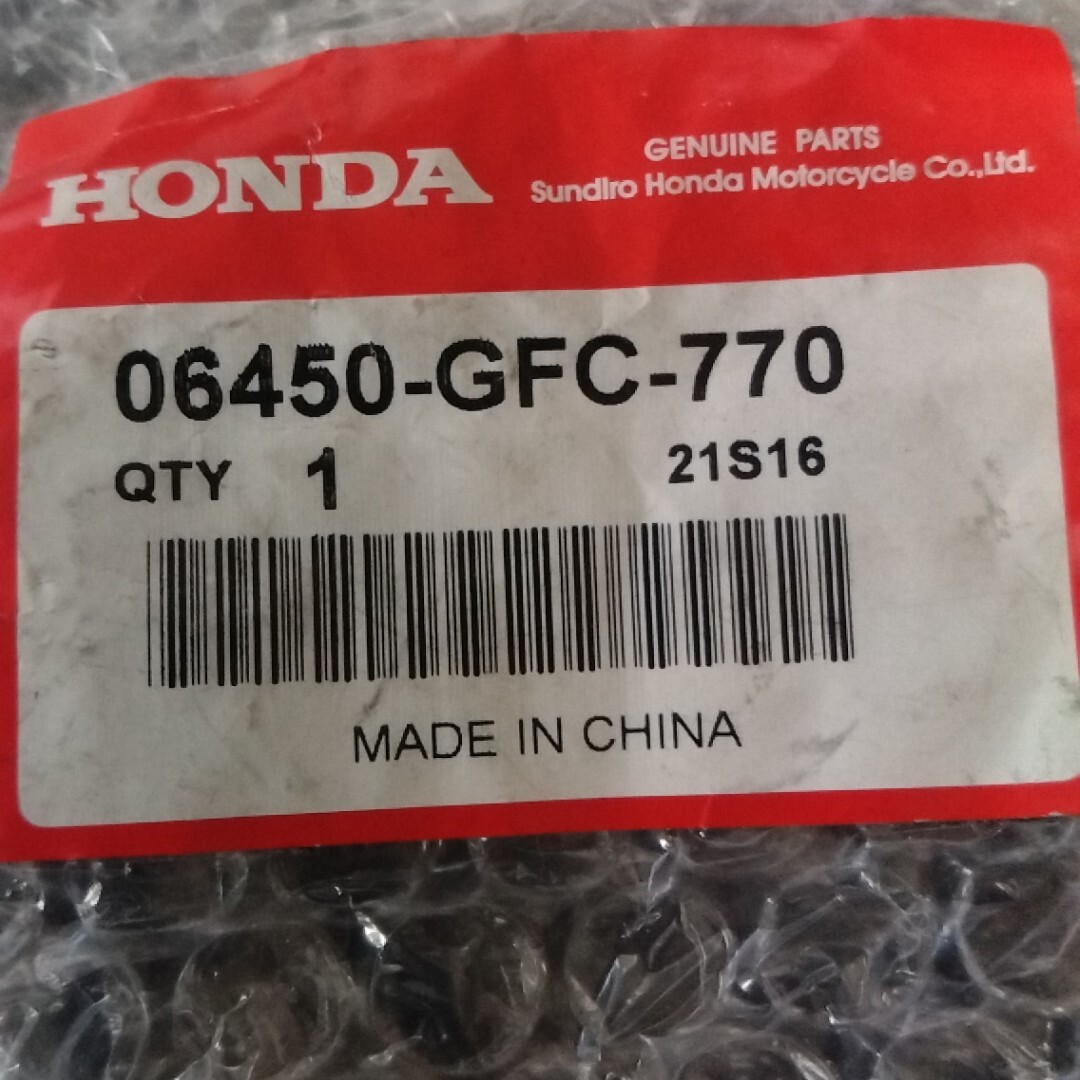 HONDA
GENUINE PARTS
Sundiro Honda Motorcycle Co.,Ltd.
06450-GFC-770
QTY 1 21S16
MADE IN CHINA